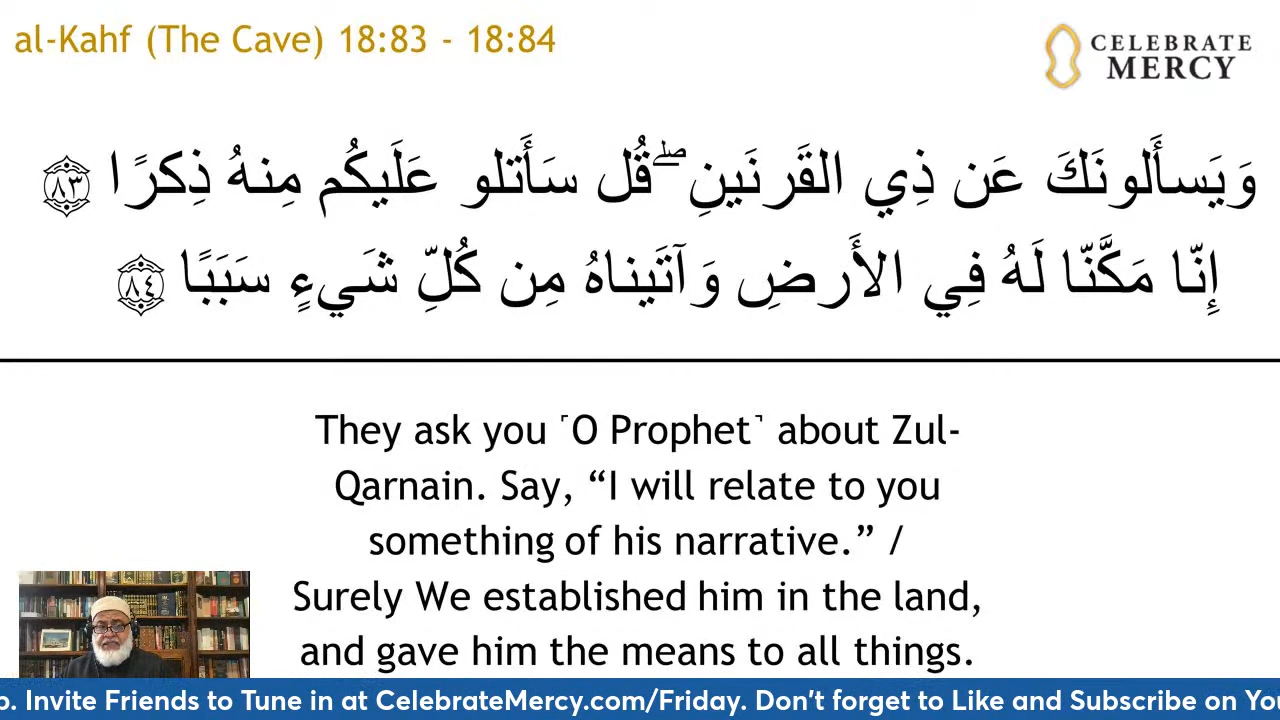 al-Kahf (The Cave) 18:83 - 18:84
CELEBRATE
MERCY
وَيَسأَلونَكَ عَن ذِي القَرنَينِ ۖ قُل سَأَتلو عَلَيكُم مِنهُ ذِكرًا ﴿٨٣﴾
إِنّا مَكَّنّا لَهُ فِي الأَرضِ وَآتَيناهُ مِن كُلِّ شَيءٍ سَبَبًا ﴿٨٤﴾
They ask you ˹O Prophet˺ about Zul-
Qarnain. Say, “I will relate to you
something of his narrative.” /
Surely We established him in the land,
and gave him the means to all things.
. Invite Friends to Tune in at CelebrateMercy.com/Friday. Don’t forget to Like and Subscribe on